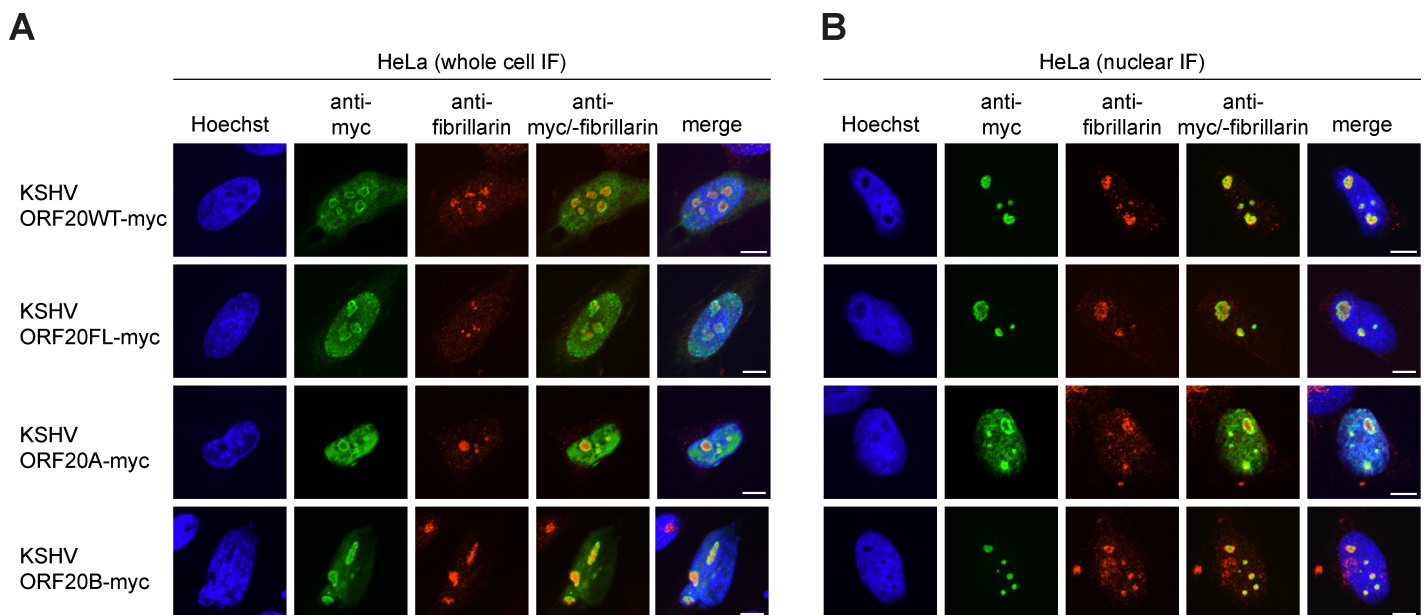 A
B
HeLa (whole cell IF)
HeLa (nuclear IF)
Hoechst
anti-
myc
anti-
fibrillarin
anti-
myc/-fibrillarin
merge
Hoechst
anti-
myc
anti-
fibrillarin
anti-
myc/-fibrillarin
merge
KSHV
ORF20WT-myc
KSHV
ORF20FL-myc
KSHV
ORF20A-myc
KSHV
ORF20B-myc